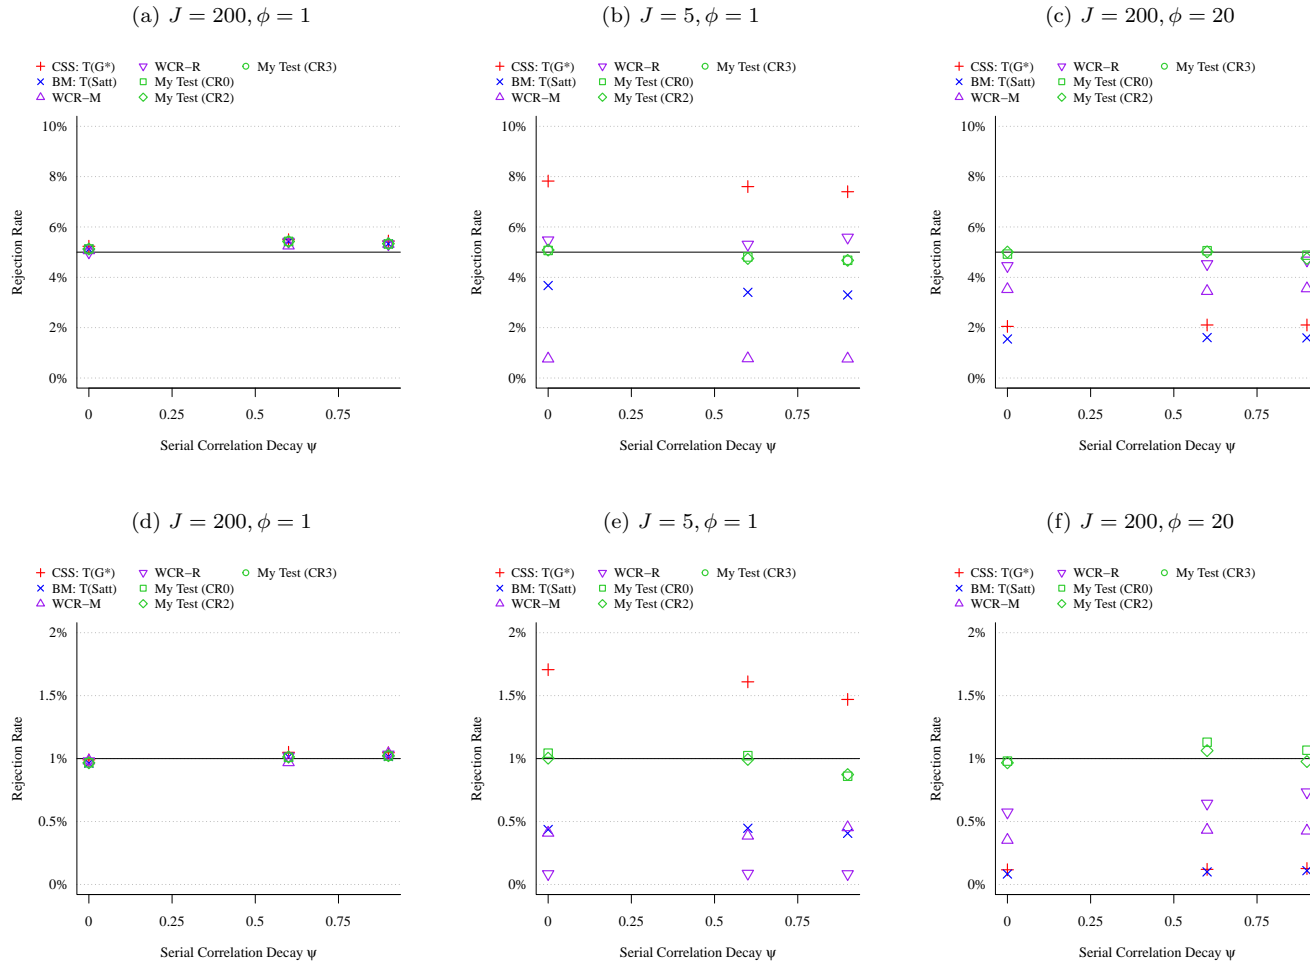 (a) J = 200, ϕ = 1
CSS: T(G*)
BM: T(Satt)
WCR−M
WCR−R
My Test (CR0)
My Test (CR2)
My Test (CR3)
10%
8%
6%
4%
2%
0%
Rejection Rate
0 0.25 0.5 0.75
Serial Correlation Decay ψ
(b) J = 5, ϕ = 1
CSS: T(G*)
BM: T(Satt)
WCR−M
WCR−R
My Test (CR0)
My Test (CR2)
My Test (CR3)
10%
8%
6%
4%
2%
0%
Rejection Rate
0 0.25 0.5 0.75
Serial Correlation Decay ψ
(c) J = 200, ϕ = 20
CSS: T(G*)
BM: T(Satt)
WCR−M
WCR−R
My Test (CR0)
My Test (CR2)
My Test (CR3)
10%
8%
6%
4%
2%
0%
Rejection Rate
0 0.25 0.5 0.75
Serial Correlation Decay ψ
(d) J = 200, ϕ = 1
CSS: T(G*)
BM: T(Satt)
WCR−M
WCR−R
My Test (CR0)
My Test (CR2)
My Test (CR3)
2%
1.5%
1%
0.5%
0%
Rejection Rate
0 0.25 0.5 0.75
Serial Correlation Decay ψ
(e) J = 5, ϕ = 1
CSS: T(G*)
BM: T(Satt)
WCR−M
WCR−R
My Test (CR0)
My Test (CR2)
My Test (CR3)
2%
1.5%
1%
0.5%
0%
Rejection Rate
0 0.25 0.5 0.75
Serial Correlation Decay ψ
(f) J = 200, ϕ = 20
CSS: T(G*)
BM: T(Satt)
WCR−M
WCR−R
My Test (CR0)
My Test (CR2)
My Test (CR3)
2%
1.5%
1%
0.5%
0%
Rejection Rate
0 0.25 0.5 0.75
Serial Correlation Decay ψ